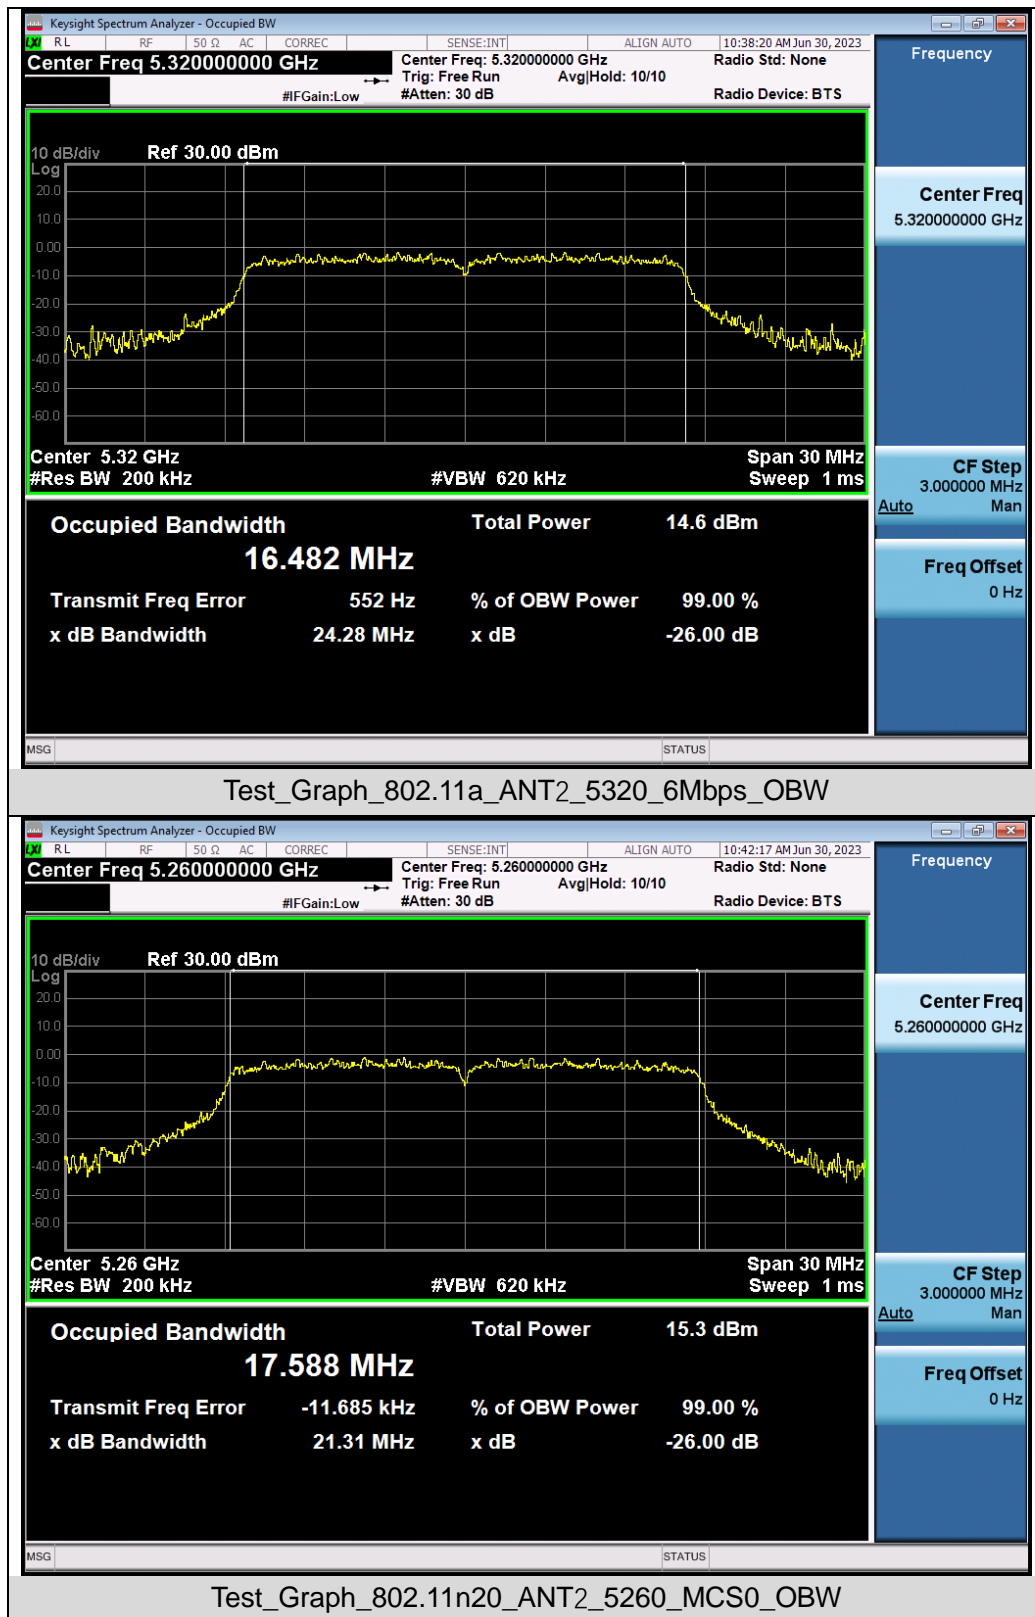 Keysight Spectrum Analyzer - Occupied BW
LXI RL RF 50 Ω AC CORREC SENSE:INT ALIGN AUTO 10:38:20 AM Jun 30, 2023
Center Freq 5.320000000 GHz Center Freq: 5.320000000 GHz Radio Std: None
Trig: Free Run Avg|Hold: 10/10
#IFGain:Low #Atten: 30 dB Radio Device: BTS
10 dB/div Ref 30.00 dBm
Log
20.0
10.0
0.00
-10.0
-20.0
-30.0
-40.0
-50.0
-60.0
Center 5.32 GHz Span 30 MHz
#Res BW 200 kHz #VBW 620 kHz Sweep 1 ms
Occupied Bandwidth Total Power 14.6 dBm
16.482 MHz
Transmit Freq Error 552 Hz % of OBW Power 99.00 %
x dB Bandwidth 24.28 MHz x dB -26.00 dB
MSG STATUS
Frequency
Center Freq
5.320000000 GHz
CF Step
3.000000 MHz
Auto Man
Freq Offset
0 Hz
Test_Graph_802.11a_ANT2_5320_6Mbps_OBW
Keysight Spectrum Analyzer - Occupied BW
LXI RL RF 50 Ω AC CORREC SENSE:INT ALIGN AUTO 10:42:17 AM Jun 30, 2023
Center Freq 5.260000000 GHz Center Freq: 5.260000000 GHz Radio Std: None
Trig: Free Run Avg|Hold: 10/10
#IFGain:Low #Atten: 30 dB Radio Device: BTS
10 dB/div Ref 30.00 dBm
Log
20.0
10.0
0.00
-10.0
-20.0
-30.0
-40.0
-50.0
-60.0
Center 5.26 GHz Span 30 MHz
#Res BW 200 kHz #VBW 620 kHz Sweep 1 ms
Occupied Bandwidth Total Power 15.3 dBm
17.588 MHz
Transmit Freq Error -11.685 kHz % of OBW Power 99.00 %
x dB Bandwidth 21.31 MHz x dB -26.00 dB
MSG STATUS
Frequency
Center Freq
5.260000000 GHz
CF Step
3.000000 MHz
Auto Man
Freq Offset
0 Hz
Test_Graph_802.11n20_ANT2_5260_MCS0_OBW